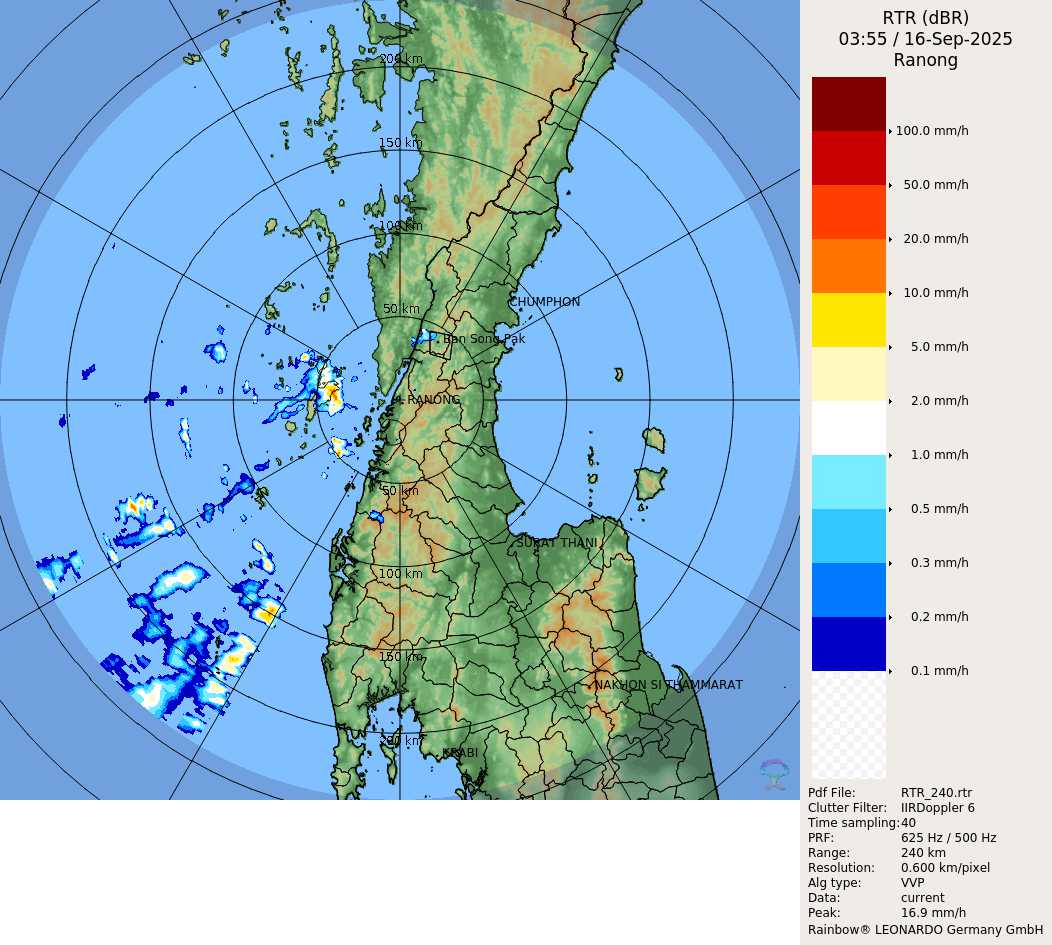 RTR (dBR)
03:55 / 16-Sep-2025
Ranong
200 km
150 km
100 km
50 km
CHUMPHON
Ban Song Pak
RANONG
50 km
SURAT THANI
100 km
150 km
NAKHON SI THAMMARAT
200 km
KRABI
100.0 mm/h
50.0 mm/h
20.0 mm/h
10.0 mm/h
5.0 mm/h
2.0 mm/h
1.0 mm/h
0.5 mm/h
0.3 mm/h
0.2 mm/h
0.1 mm/h
Pdf File: RTR_240.rtr
Clutter Filter: IIRDoppler 6
Time sampling:40
PRF: 625 Hz / 500 Hz
Range: 240 km
Resolution: 0.600 km/pixel
Alg type: VVP
Data: current
Peak: 16.9 mm/h
Rainbow® LEONARDO Germany GmbH